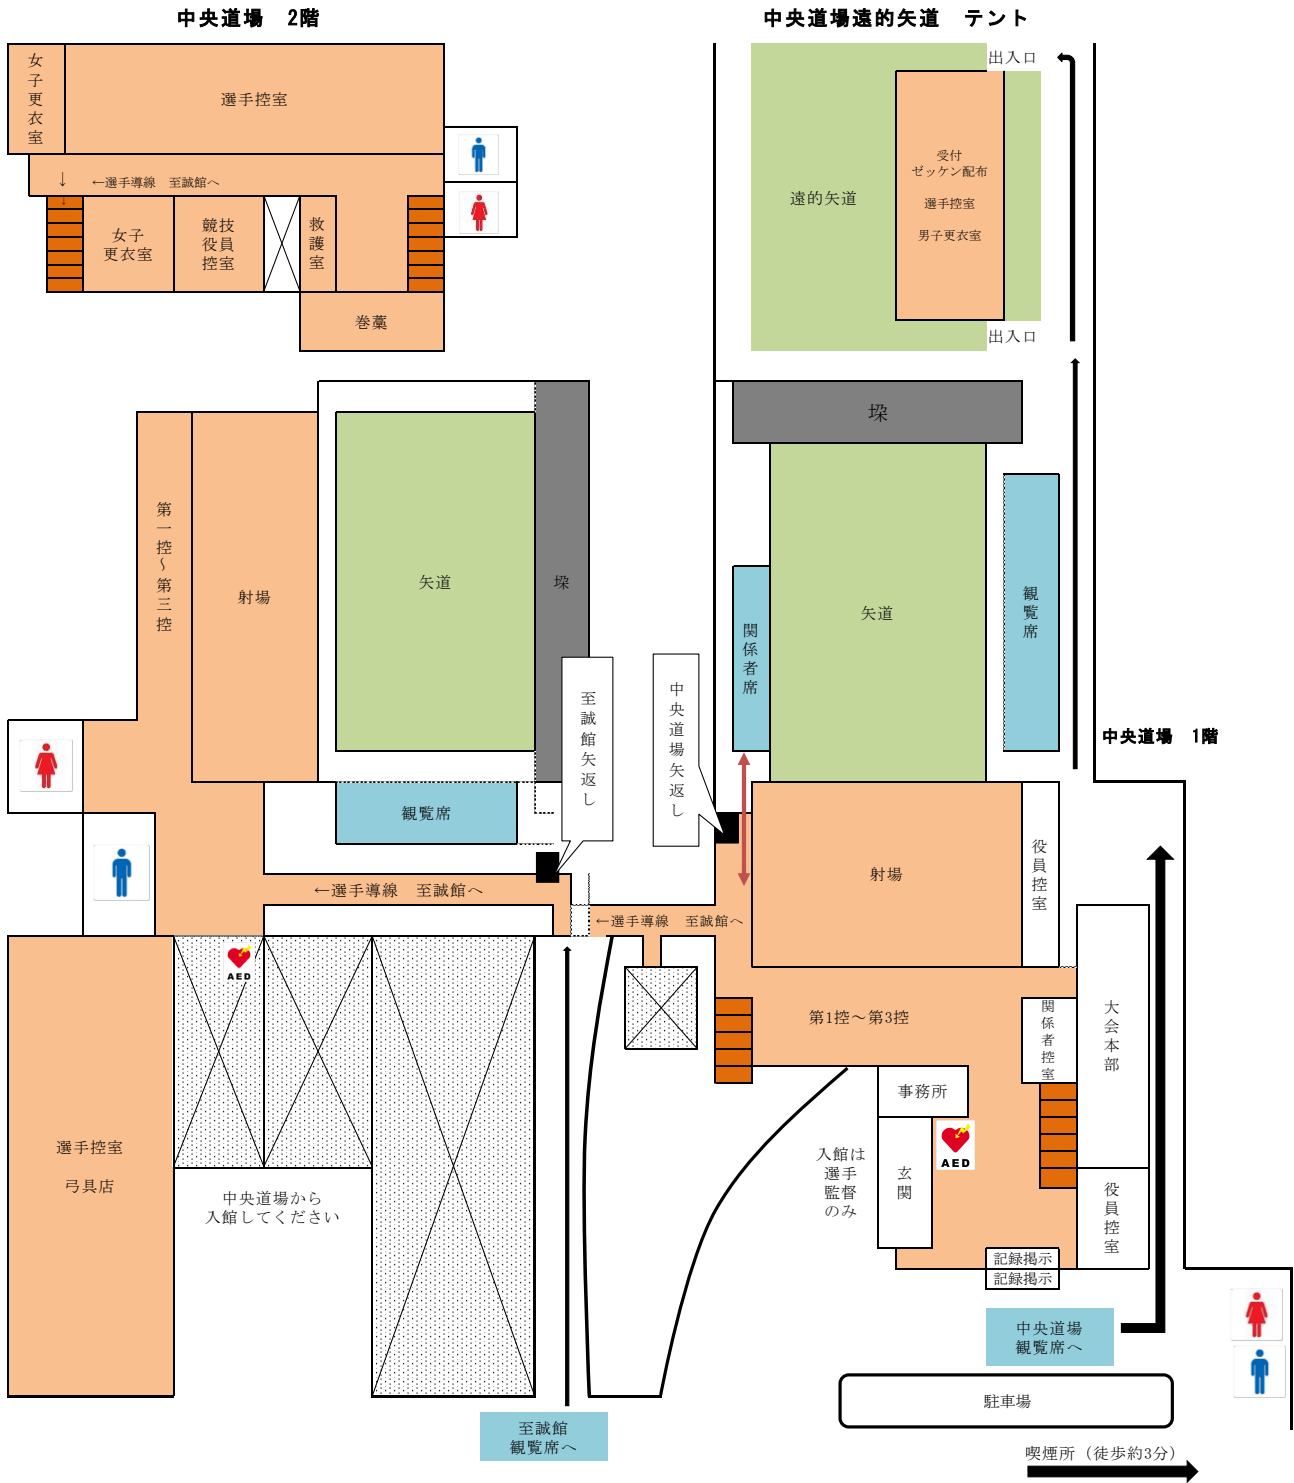 中央道場　2階
女子更衣室
選手控室
↓　←選手導線　至誠館へ
↓
女子
更衣室
競技
役員
控室
救護室
巻藁
中央道場遠的矢道　テント
出入口
遠的矢道
受付
ゼッケン配布
選手控室
男子更衣室
出入口
第一控～第三控
射場
矢道
垜
観覧席
至誠館矢返し
←選手導線　至誠館へ
AED
選手控室
弓具店
中央道場から
入館してください
至誠館
観覧席へ
垜
関係者席
矢道
観覧席
中央道場矢返し
中央道場　1階
射場
役員控室
←選手導線　至誠館へ
第1控～第3控
関係者控室
大会本部
事務所
AED
入館は
選手
監督
のみ
玄関
役員控室
記録掲示
記録掲示
中央道場
観覧席へ
駐車場
喫煙所（徒歩約3分）